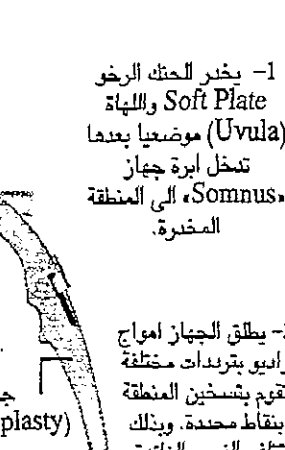 1- يخدر الحنك الرخو
Soft Plate واللهاة
(Uvula) موضعيا بعدها
تدخل ابرة جهاز
«Somnus» الى المنطقة
المخدرة.
- يطلق الجهاز امواج
راديو بترددات مختلفة
تقوم بتسخين المنطقة
بنقاط محددة، وبذلك
plasty)